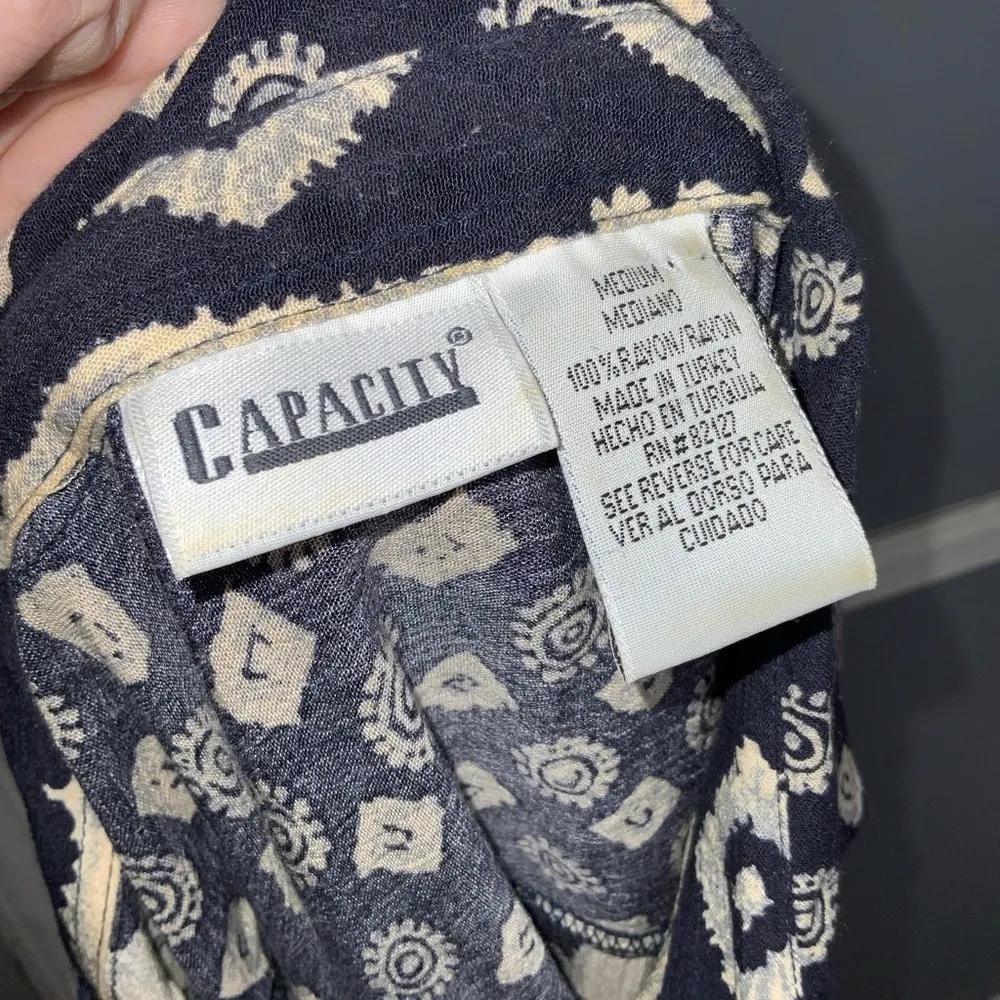 CAPACITY®
MEDIUM
MEDIANO
100% RAYON/RAYON
MADE IN TURKEY
HECHO EN TURQUIA
RN# 82127
SEE REVERSE FOR CARE
VER AL DORSO PARA
CUIDADO